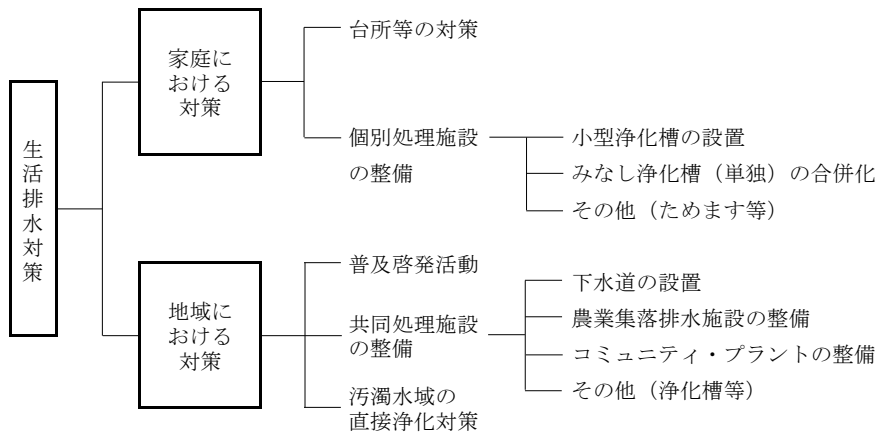 生活排水対策
家庭に
おける
対策
台所等の対策
個別処理施設
の整備
小型浄化槽の設置
みなし浄化槽（単独）の合併化
その他（ためます等）
地域に
おける
対策
普及啓発活動
共同処理施設
の整備
下水道の設置
農業集落排水施設の整備
コミュニティ・プラントの整備
その他（浄化槽等）
汚濁水域の
直接浄化対策